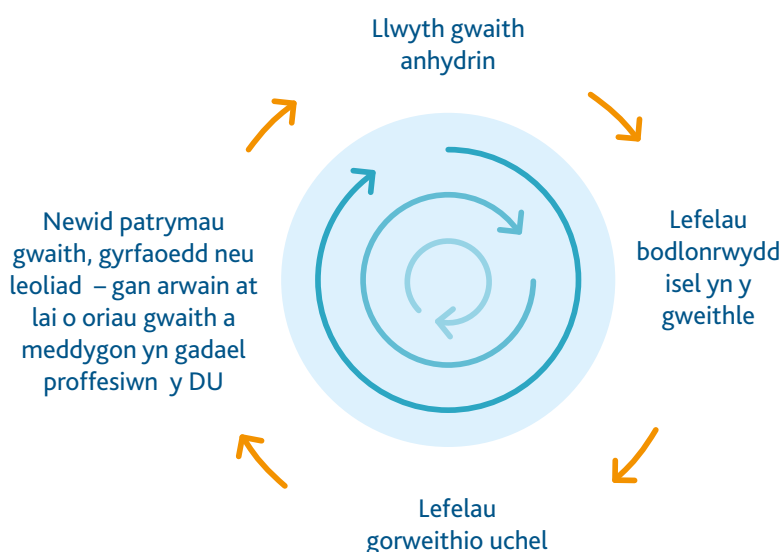 Llwyth gwaith
anhydrin
Lefelau
bodlonrwydd
isel yn y
gweithle
Lefelau
gorweithio uchel
Newid patrymau
gwaith, gyrfaoedd neu
leoliad – gan arwain at
lai o oriau gwaith a
meddygon yn gadael
proffesiwn y DU